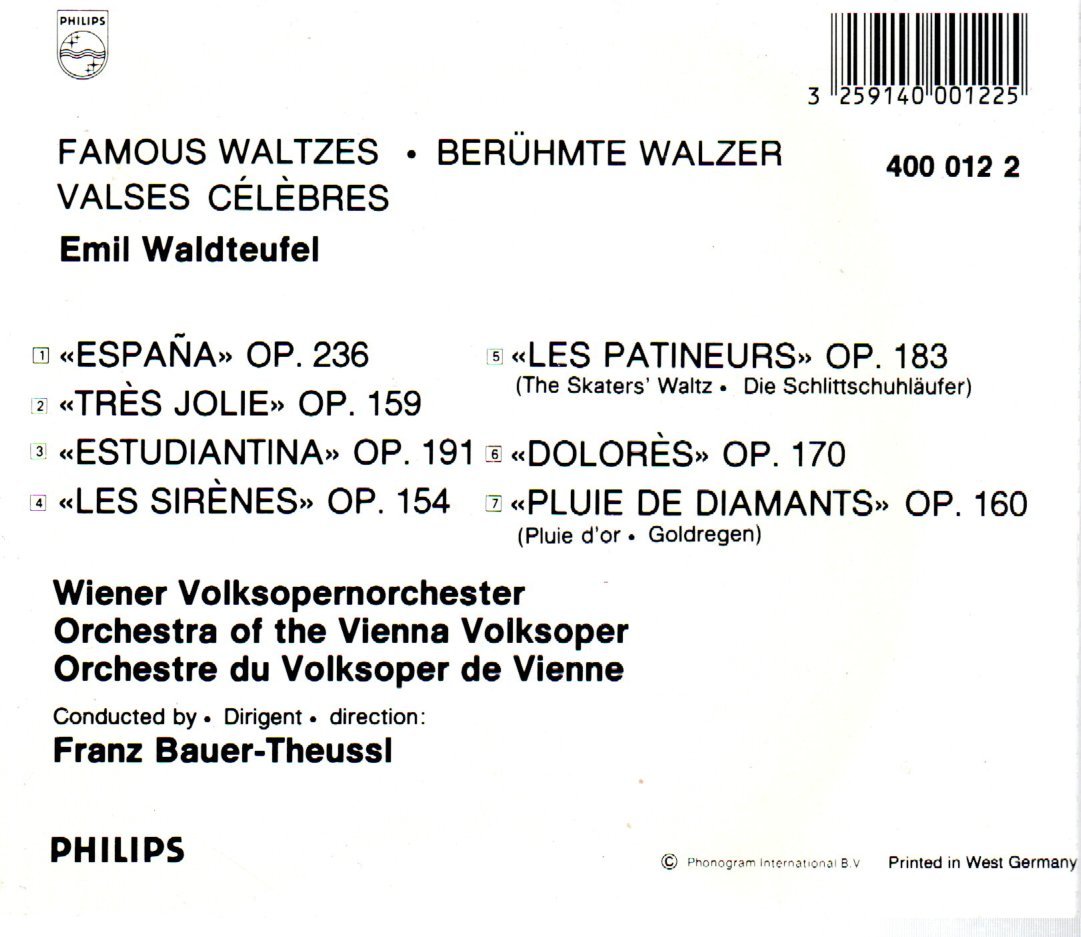 PHILIPS
3 259140 001225
FAMOUS WALTZES • BERÜHMTE WALZER
VALSES CÉLÈBRES
400 012 2
Emil Waldteufel
1 «ESPAÑA» OP. 236
2 «TRÈS JOLIE» OP. 159
3 «ESTUDIANTINA» OP. 191
4 «LES SIRÈNES» OP. 154
5 «LES PATINEURS» OP. 183
(The Skaters' Waltz • Die Schlittschuhläufer)
6 «DOLORÈS» OP. 170
7 «PLUIE DE DIAMANTS» OP. 160
(Pluie d'or • Goldregen)
Wiener Volksopernorchester
Orchestra of the Vienna Volksoper
Orchestre du Volksoper de Vienne
Conducted by • Dirigent • direction:
Franz Bauer-Theussl
PHILIPS
© Phonogram International B.V
Printed in West Germany